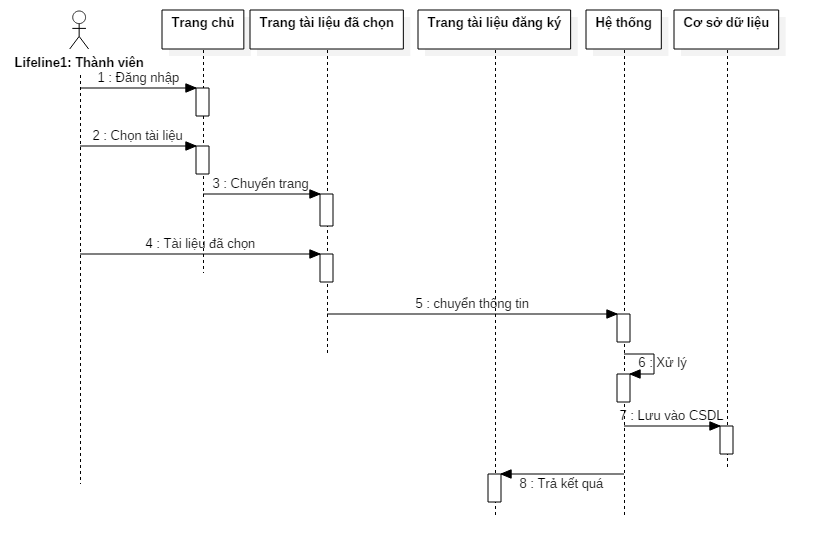 Trang chủ
Trang tài liệu đã chọn
Trang tài liệu đăng ký
Hệ thống
Cơ sở dữ liệu
Lifeline1: Thành viên
1 : Đăng nhập
2 : Chọn tài liệu
3 : Chuyển trang
4 : Tài liệu đã chọn
5 : chuyển thông tin
6 : Xử lý
7 : Lưu vào CSDL
8 : Trả kết quả